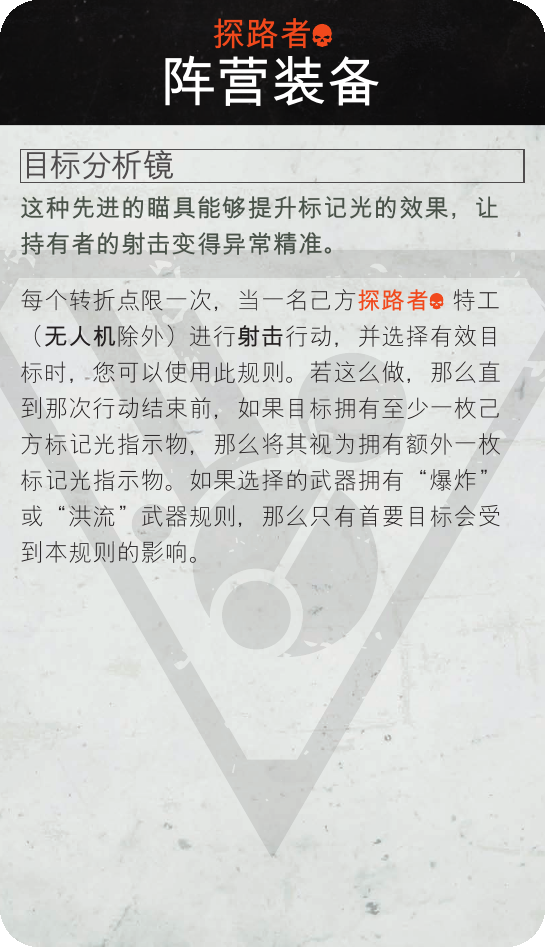 探路者
阵营装备
目标分析镜
这种先进的瞄具能够提升标记光的效果，让
持有者的射击变得异常精准。
每个转折点限一次，当一名己方探路者 特工
（无人机除外）进行射击行动，并选择有效目
标时，您可以使用此规则。若这么做，那么直
到那次行动结束前，如果目标拥有至少一枚己
方标记光指示物，那么将其视为拥有额外一枚
标记光指示物。如果选择的武器拥有“爆炸”
或“洪流”武器规则，那么只有首要目标会受
到本规则的影响。